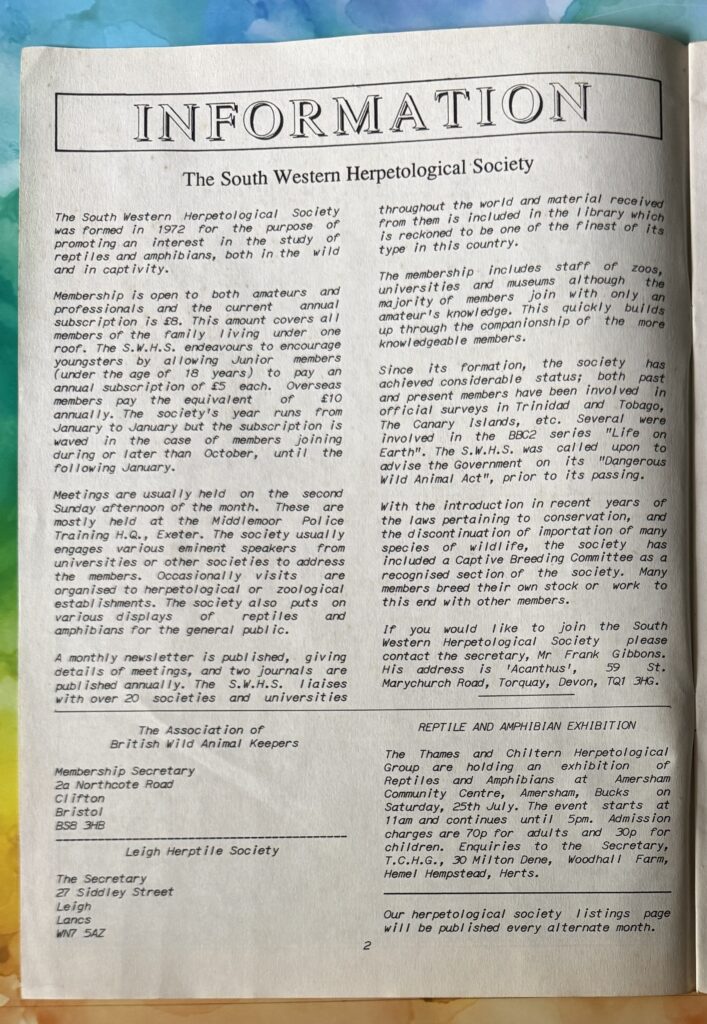 INFORMATION
The South Western Herpetological Society
The South Western Herpetological Society
was formed in 1972 for the purpose of
promoting an interest in the study of
reptiles and amphibians, both in the wild
and in captivity.
Membership is open to both amateurs and
professionals and the current annual
subscription is £8. This amount covers all
members of the family living under one
roof. The S.W.H.S. endeavours to encourage
youngsters by allowing Junior members
(under the age of 18 years) to pay an
annual subscription of £5 each. Overseas
members pay the equivalent of £10
annually. The society's year runs from
January to January but the subscription is
waved in the case of members joining
during or later than October, until the
following January.
Meetings are usually held on the second
Sunday afternoon of the month. These are
mostly held at the Middlemoor Police
Training H.Q., Exeter. The society usually
engages various eminent speakers from
universities or other societies to address
the members. Occasionally visits are
organised to herpetological or zoological
establishments. The society also puts on
various displays of reptiles and
amphibians for the general public.
A monthly newsletter is published, giving
details of meetings, and two journals are
published annually. The S.W.H.S. liaises
with over 20 societies and universities
throughout the world and material received
from them is included in the library which
is reckoned to be one of the finest of its
type in this country.
The membership includes staff of zoos,
universities and museums although the
majority of members join with only an
amateur's knowledge. This quickly builds
up through the companionship of the more
knowledgeable members.
Since its formation, the society has
achieved considerable status; both past
and present members have been involved in
official surveys in Trinidad and Tobago,
The Canary Islands, etc. Several were
involved in the BBC2 series "Life on
Earth". The S.W.H.S. was called upon to
advise the Government on its "Dangerous
Wild Animal Act", prior to its passing.
With the introduction in recent years of
the laws pertaining to conservation, and
the discontinuation of importation of many
species of wildlife, the society has
included a Captive Breeding Committee as a
recognised section of the society. Many
members breed their own stock or work to
this end with other members.
If you would like to join the South
Western Herpetological Society please
contact the secretary, Mr Frank Gibbons.
His address is 'Acanthus', 59 St.
Marychurch Road, Torquay, Devon, TQ1 3HG.
The Association of
British Wild Animal Keepers
Membership Secretary
2a Northcote Road
Clifton
Bristol
BS8 3HB
Leigh Herptile Society
The Secretary
27 Siddley Street
Leigh
Lancs
WN7 5AZ
REPTILE AND AMPHIBIAN EXHIBITION
The Thames and Chiltern Herpetological
Group are holding an exhibition of
Reptiles and Amphibians at Amersham
Community Centre, Amersham, Bucks on
Saturday, 25th July. The event starts at
11am and continues until 5pm. Admission
charges are 70p for adults and 30p for
children. Enquiries to the Secretary,
T.C.H.G., 30 Milton Dene, Woodhall Farm,
Hemel Hempstead, Herts.
Our herpetological society listings page
will be published every alternate month.
2